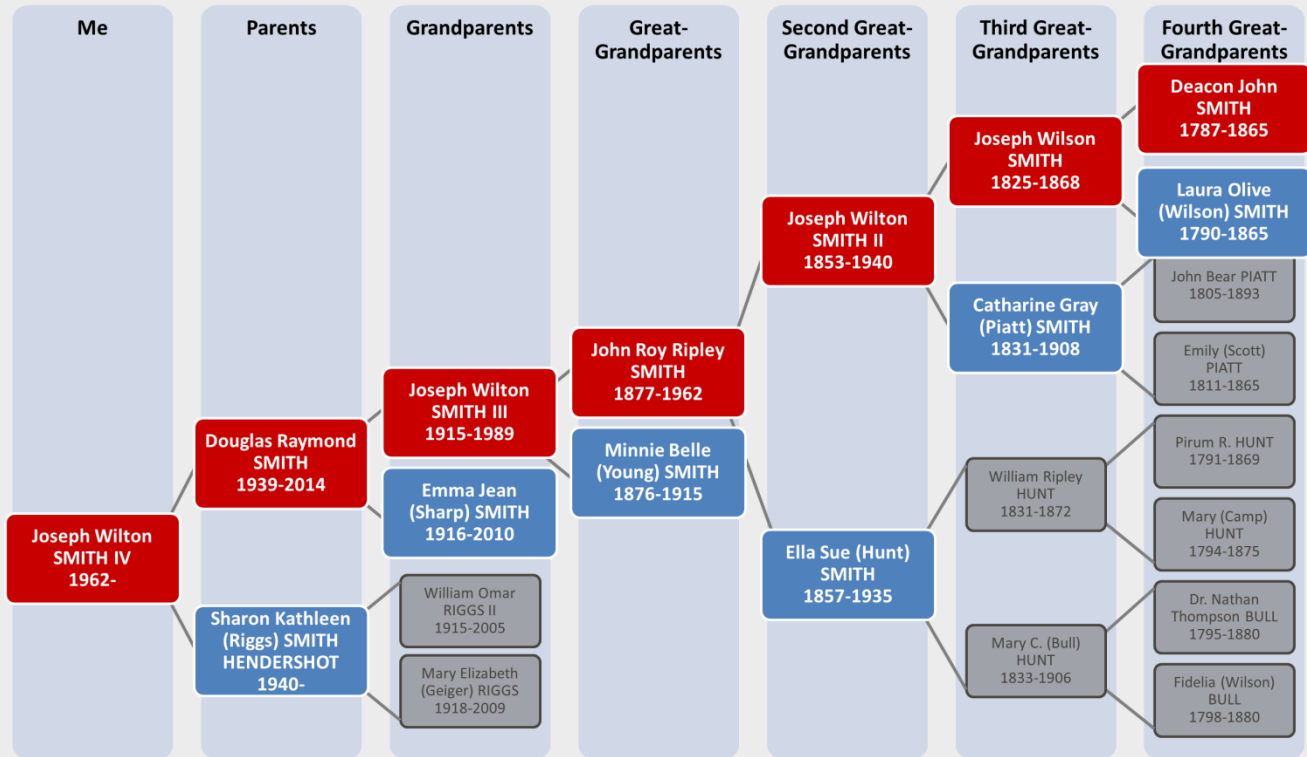 Me
Parents
Grandparents
Great-
Grandparents
Second Great-
Grandparents
Third Great-
Grandparents
Fourth Great-
Grandparents
Joseph Wilton
SMITH IV
1962-
Douglas Raymond
SMITH
1939-2014
Sharon Kathleen
(Riggs) SMITH
HENDERSHOT
1940-
Joseph Wilton
SMITH III
1915-1989
Emma Jean
(Sharp) SMITH
1916-2010
William Omar
RIGGS II
1915-2005
Mary Elizabeth
(Geiger) RIGGS
1918-2009
John Roy Ripley
SMITH
1877-1962
Minnie Belle
(Young) SMITH
1876-1915
Joseph Wilton
SMITH II
1853-1940
Ella Sue (Hunt)
SMITH
1857-1935
Joseph Wilson
SMITH
1825-1868
Catharine Gray
(Piatt) SMITH
1831-1908
William Ripley
HUNT
1831-1872
Mary C. (Bull)
HUNT
1833-1906
Deacon John
SMITH
1787-1865
Laura Olive
(Wilson) SMITH
1790-1865
John Bear PIATT
1805-1893
Emily (Scott)
PIATT
1811-1865
Pirum R. HUNT
1791-1869
Mary (Camp)
HUNT
1794-1875
Dr. Nathan
Thompson BULL
1795-1880
Fidelia (Wilson)
BULL
1798-1880